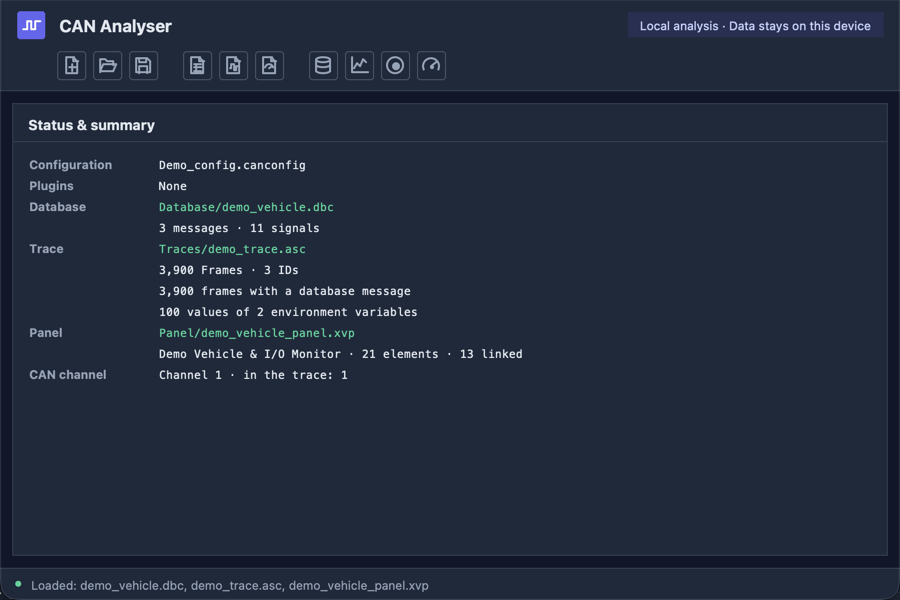 CAN Analyser
Local analysis · Data stays on this device
Status & summary
Configuration Demo_config.canconfig
Plugins None
Database Database/demo_vehicle.dbc
3 messages · 11 signals
Trace Traces/demo_trace.asc
3,900 Frames · 3 IDs
3,900 frames with a database message
100 values of 2 environment variables
Panel Panel/demo_vehicle_panel.xvp
Demo Vehicle & I/O Monitor · 21 elements · 13 linked
CAN channel Channel 1 · in the trace: 1
Loaded: demo_vehicle.dbc, demo_trace.asc, demo_vehicle_panel.xvp